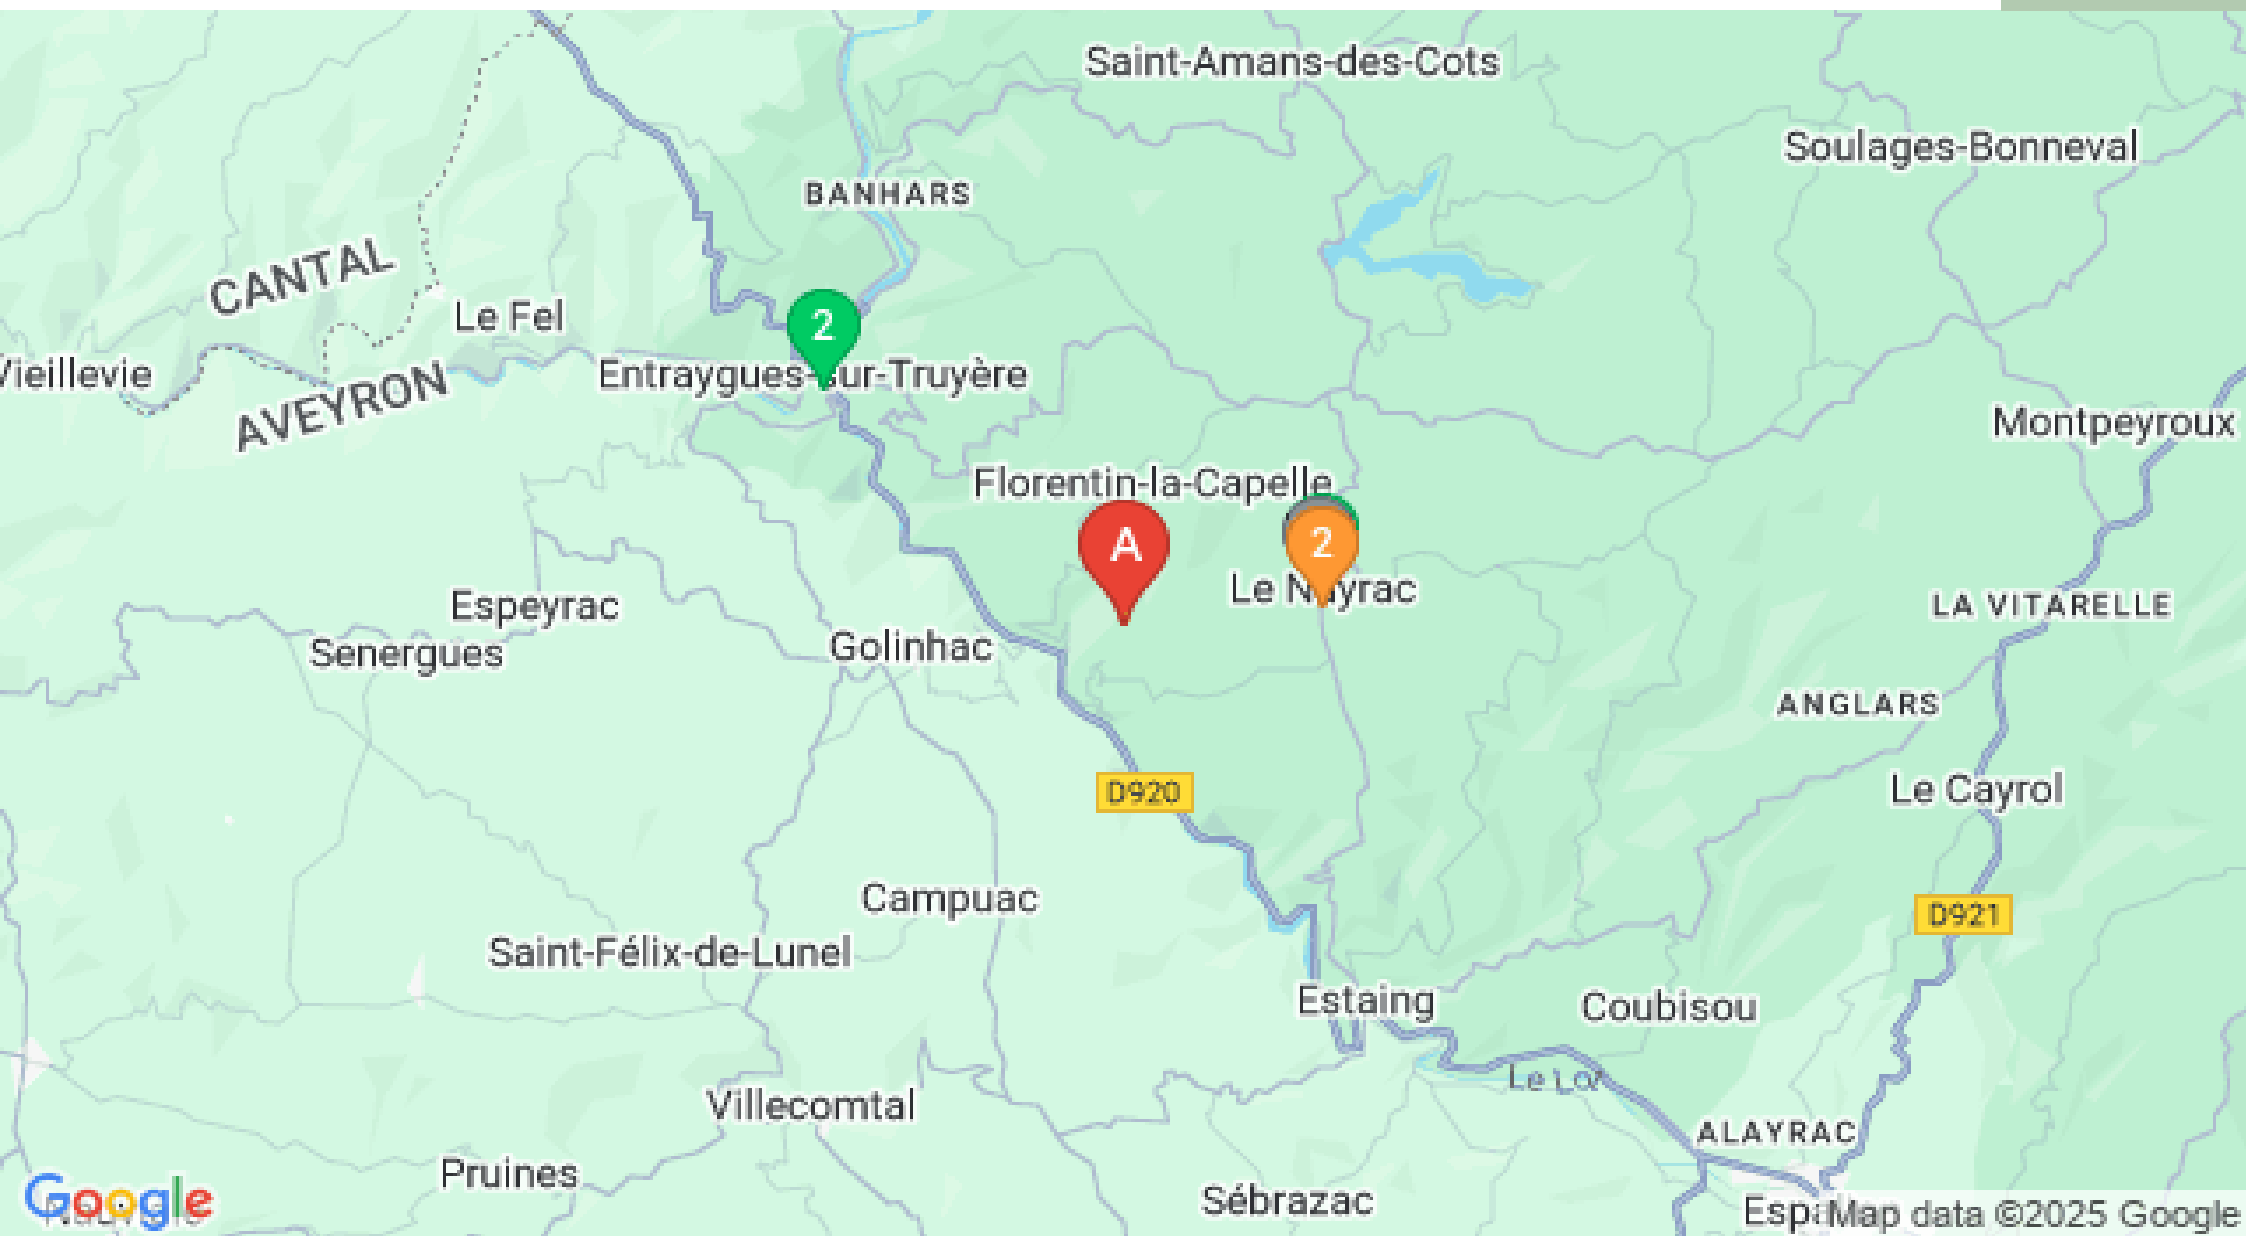 Saint-Amans-des-Cots
Soulages-Bonneval
BANHARS
CANTAL
Le Fel
2
Vieillevie
Entraygues-sur-Truyère
AVEYRON
Montpeyroux
Florentin-la-Capelle
A
2
Le Nayrac
Espeyrac
LA VITARELLE
Golinhac
Senergues
ANGLARS
D920
Le Cayrol
Campuac
D921
Saint-Félix-de-Lunel
Estaing
Coubisou
Le Lot
Villecomtal
ALAYRAC
Pruines
Google
Sébrazac
Map data ©2025 Google